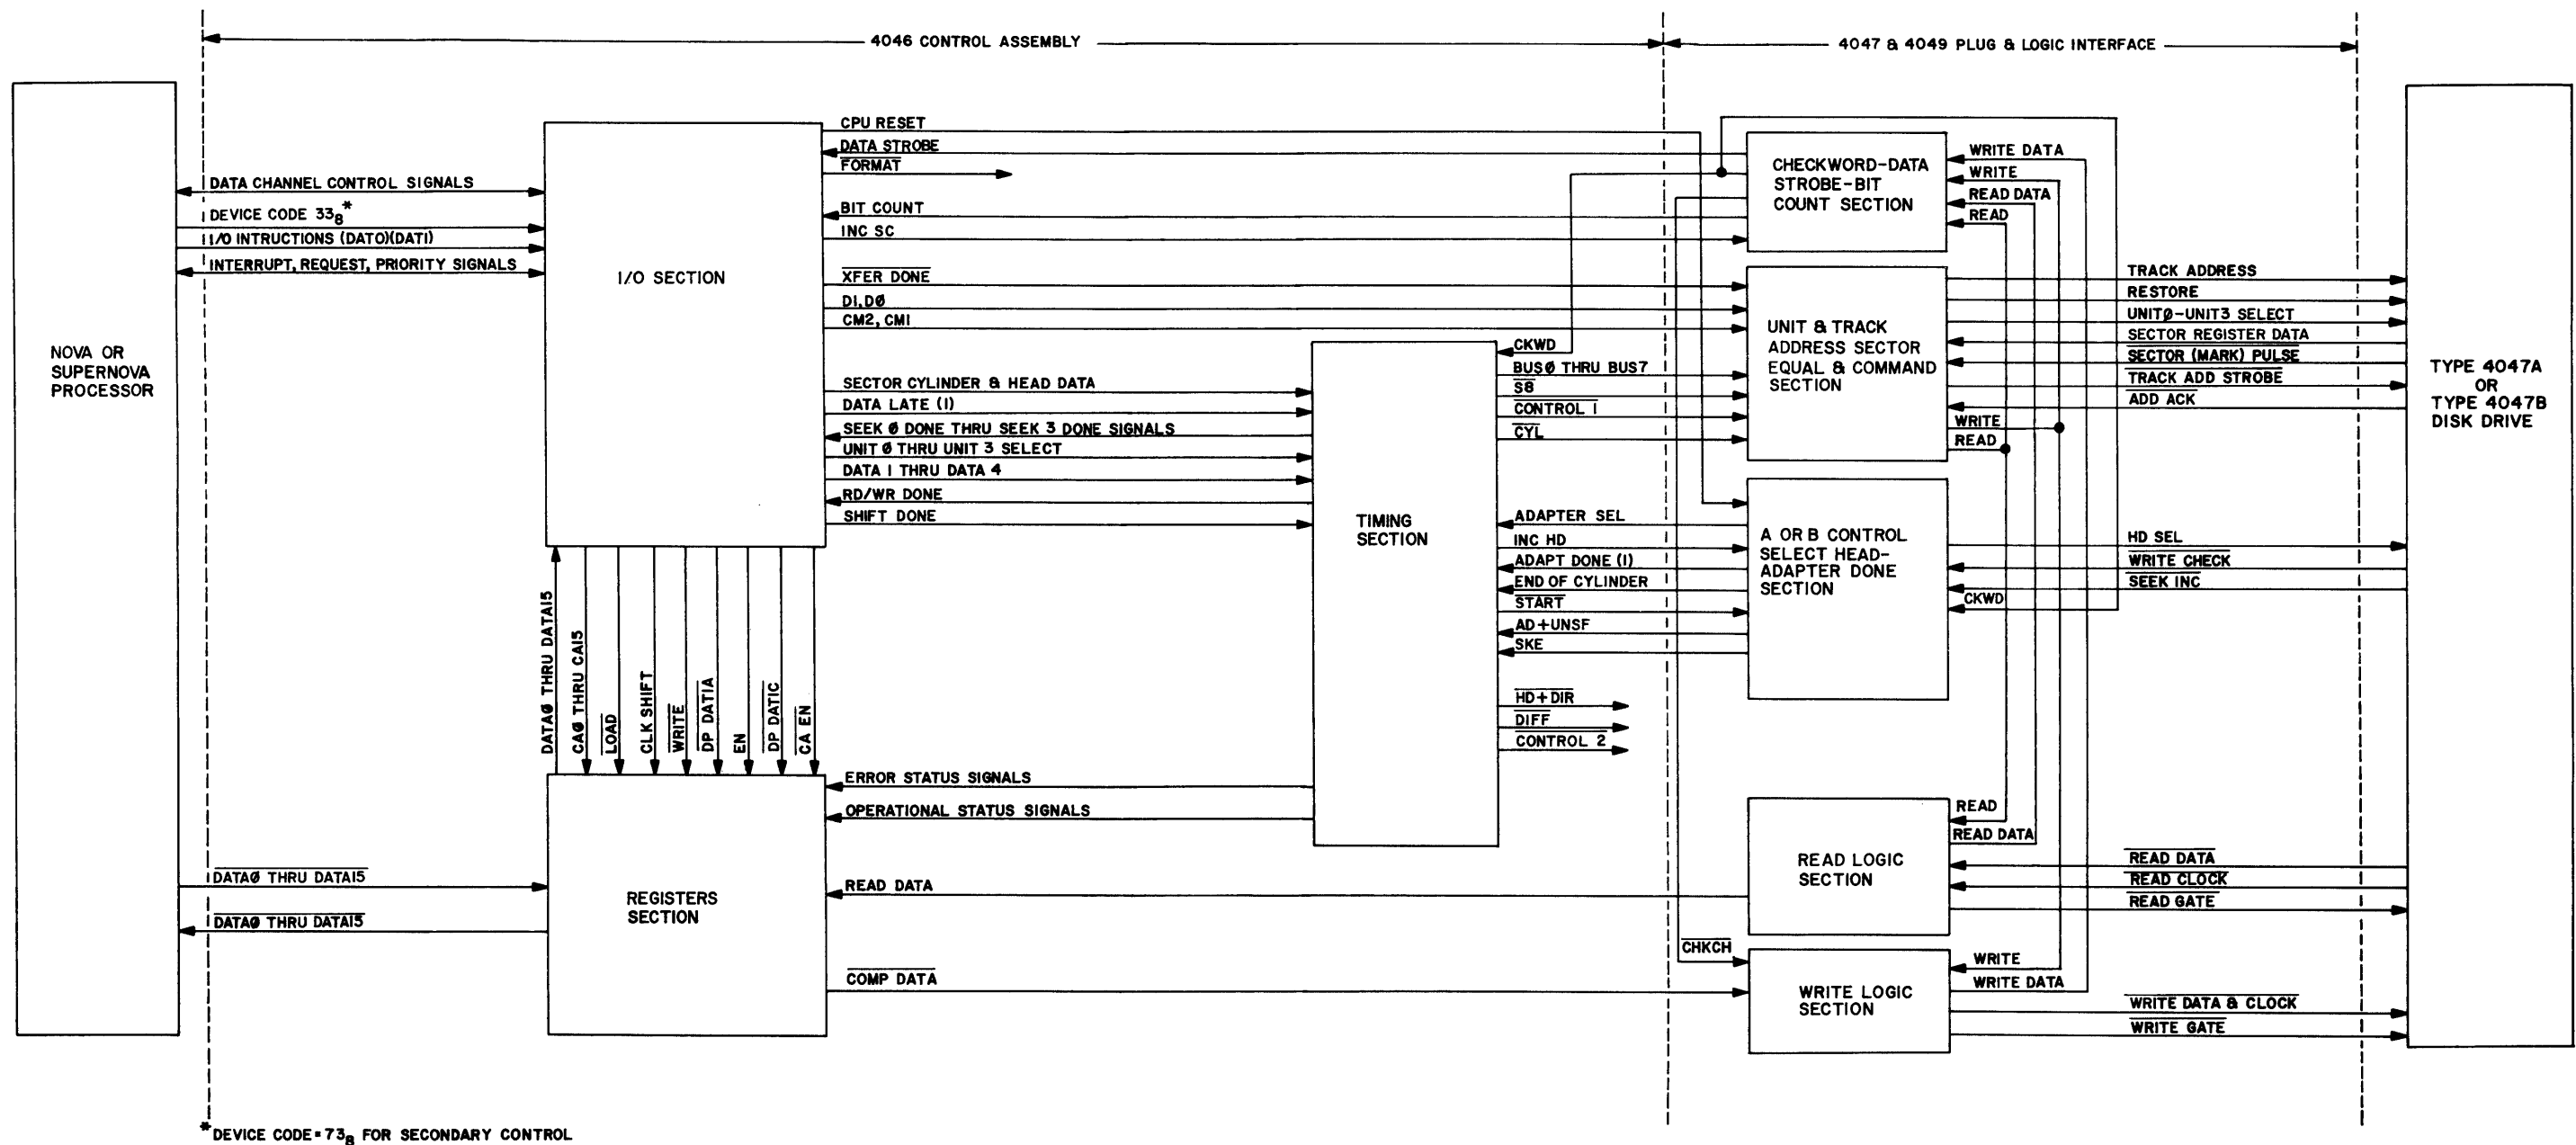 4046 CONTROL ASSEMBLY
4047 & 4049 PLUG & LOGIC INTERFACE
NOVA OR
SUPERNOVA
PROCESSOR
DATA CHANNEL CONTROL SIGNALS
DEVICE CODE 33₈*
I/O INTRUCTIONS (DATO)(DATI)
INTERRUPT, REQUEST, PRIORITY SIGNALS
I/O SECTION
CPU RESET
DATA STROBE
FORMAT
BIT COUNT
INC SC
XFER DONE
D1,DØ
CM2, CM1
SECTOR CYLINDER & HEAD DATA
DATA LATE (1)
SEEK Ø DONE THRU SEEK 3 DONE SIGNALS
UNIT Ø THRU UNIT 3 SELECT
DATA 1 THRU DATA 4
RD/WR DONE
SHIFT DONE
DATAØ THRU DATA15
CAØ THRU CA15
LOAD
CLK SHIFT
WRITE
DP DATIA
EN
DP DATIC
CA EN
ERROR STATUS SIGNALS
OPERATIONAL STATUS SIGNALS
DATAØ THRU DATA15
DATAØ THRU DATA15
REGISTERS
SECTION
READ DATA
COMP DATA
TIMING
SECTION
CKWD
BUSØ THRU BUS7
S8
CONTROL 1
CYL
ADAPTER SEL
INC HD
ADAPT DONE (1)
END OF CYLINDER
START
AD+UNSF
SKE
HD+DIR
DIFF
CONTROL 2
CHECKWORD-DATA
STROBE-BIT
COUNT SECTION
WRITE DATA
WRITE
READ DATA
READ
UNIT & TRACK
ADDRESS SECTOR
EQUAL & COMMAND
SECTION
WRITE
READ
TRACK ADDRESS
RESTORE
UNITØ-UNIT3 SELECT
SECTOR REGISTER DATA
SECTOR (MARK) PULSE
TRACK ADD STROBE
ADD ACK
A OR B CONTROL
SELECT HEAD-
ADAPTER DONE
SECTION
CKWD
HD SEL
WRITE CHECK
SEEK INC
READ LOGIC
SECTION
READ
READ DATA
READ DATA
READ CLOCK
READ GATE
CHKCH
WRITE LOGIC
SECTION
WRITE
WRITE DATA
WRITE DATA & CLOCK
WRITE GATE
TYPE 4047A
OR
TYPE 4047B
DISK DRIVE
*DEVICE CODE=73₈ FOR SECONDARY CONTROL